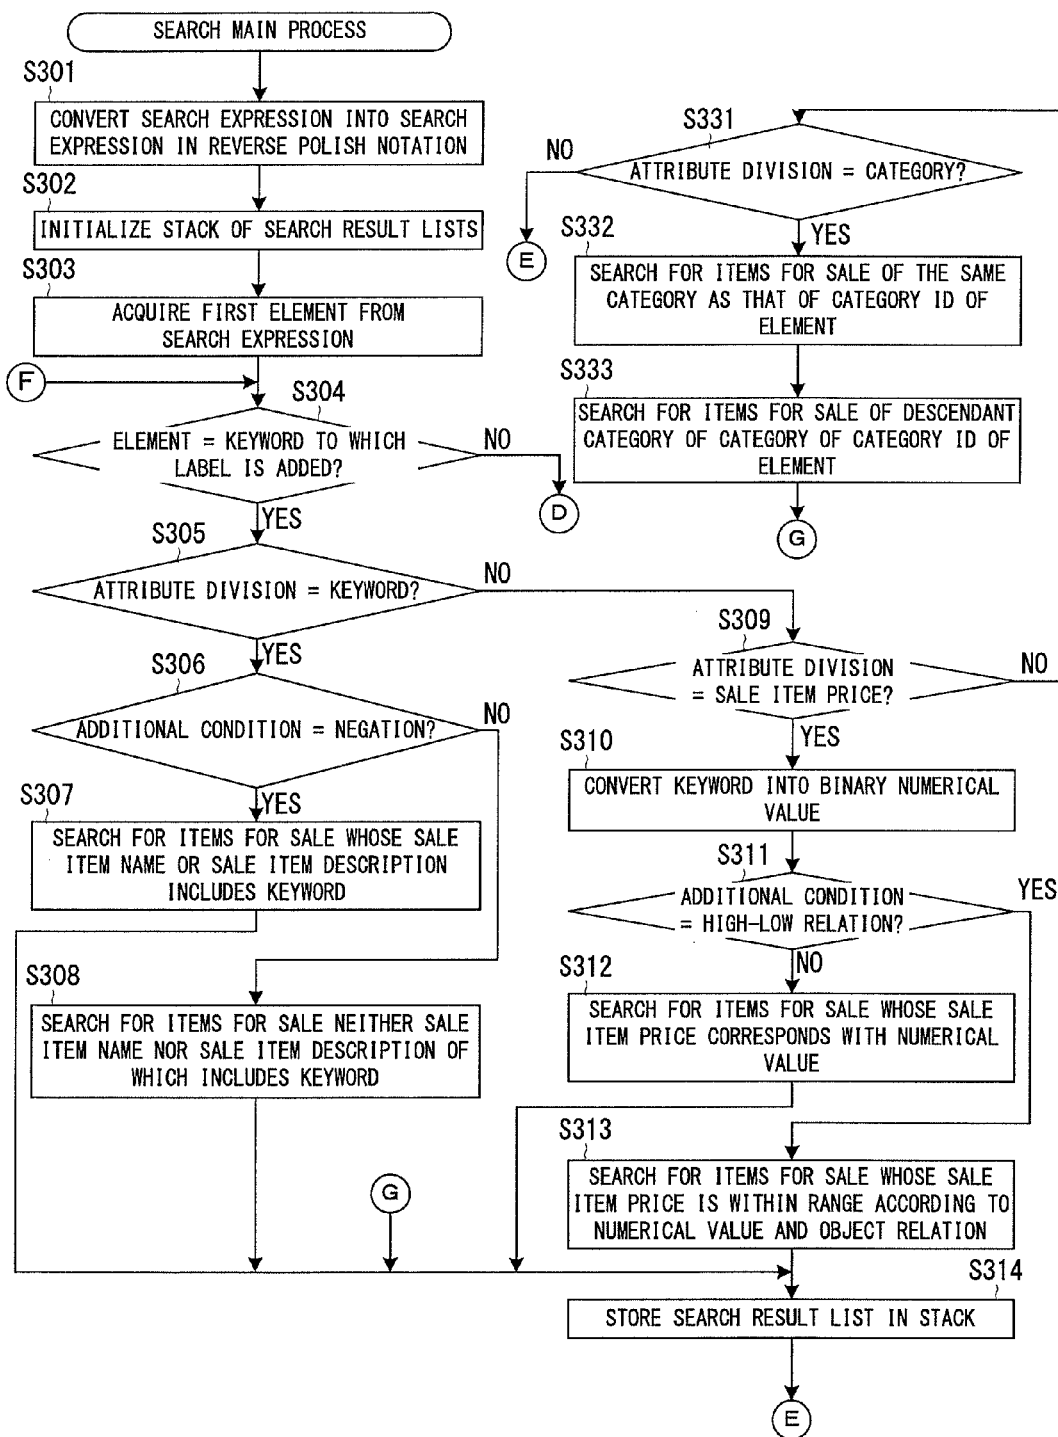 SEARCH MAIN PROCESS
S301
CONVERT SEARCH EXPRESSION INTO SEARCH
EXPRESSION IN REVERSE POLISH NOTATION
S302
INITIALIZE STACK OF SEARCH RESULT LISTS
S303
ACQUIRE FIRST ELEMENT FROM
SEARCH EXPRESSION
F
S304
ELEMENT = KEYWORD TO WHICH
LABEL IS ADDED?
NO
D
YES
S305
ATTRIBUTE DIVISION = KEYWORD?
NO
YES
S306
ADDITIONAL CONDITION = NEGATION?
NO
YES
S307
SEARCH FOR ITEMS FOR SALE WHOSE SALE
ITEM NAME OR SALE ITEM DESCRIPTION
INCLUDES KEYWORD
S308
SEARCH FOR ITEMS FOR SALE NEITHER SALE
ITEM NAME NOR SALE ITEM DESCRIPTION OF
WHICH INCLUDES KEYWORD
G
S331
ATTRIBUTE DIVISION = CATEGORY?
NO
E
YES
S332
SEARCH FOR ITEMS FOR SALE OF THE SAME
CATEGORY AS THAT OF CATEGORY ID OF
ELEMENT
S333
SEARCH FOR ITEMS FOR SALE OF DESCENDANT
CATEGORY OF CATEGORY OF CATEGORY ID OF
ELEMENT
G
S309
ATTRIBUTE DIVISION
= SALE ITEM PRICE?
NO
YES
S310
CONVERT KEYWORD INTO BINARY NUMERICAL
VALUE
S311
ADDITIONAL CONDITION
= HIGH-LOW RELATION?
YES
NO
S312
SEARCH FOR ITEMS FOR SALE WHOSE SALE
ITEM PRICE CORRESPONDS WITH NUMERICAL
VALUE
S313
SEARCH FOR ITEMS FOR SALE WHOSE SALE
ITEM PRICE IS WITHIN RANGE ACCORDING TO
NUMERICAL VALUE AND OBJECT RELATION
S314
STORE SEARCH RESULT LIST IN STACK
E